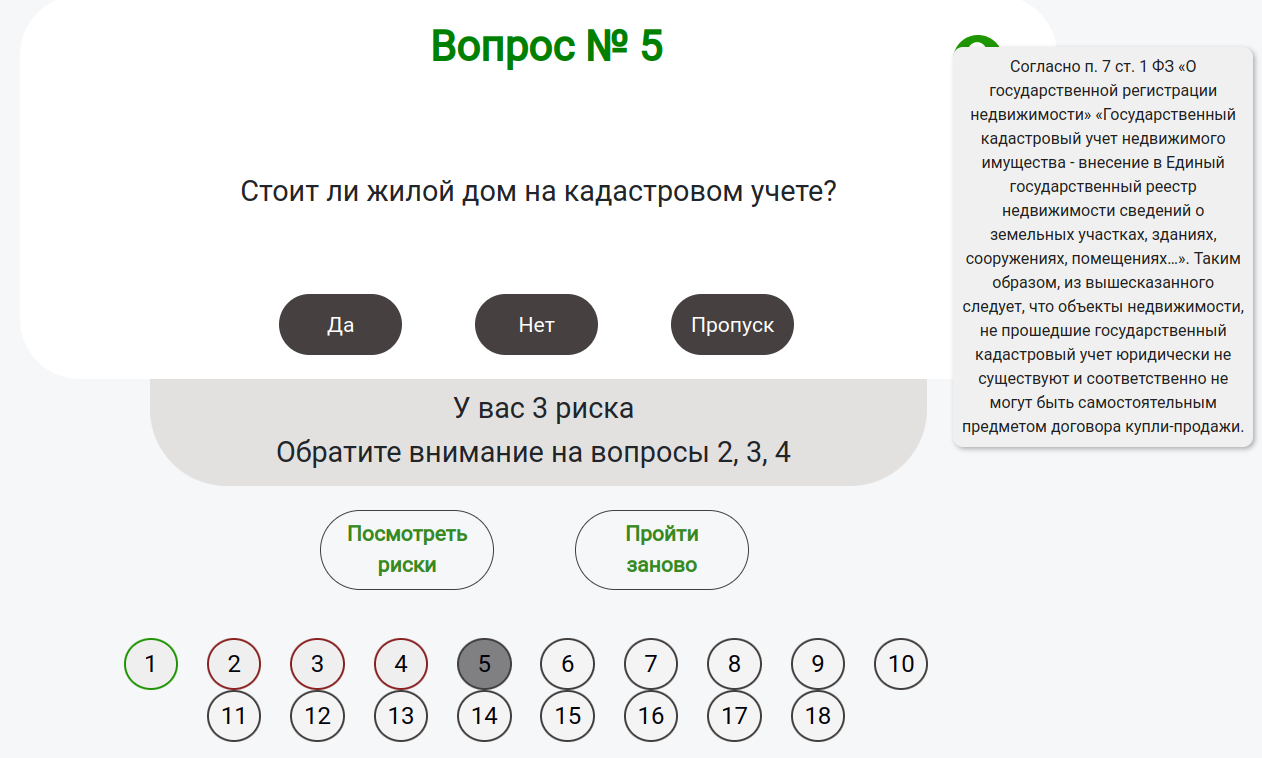 Вопрос № 5
Стоит ли жилой дом на кадастровом учете?
Да
Нет
Пропуск
Согласно п. 7 ст. 1 ФЗ «О
государственной регистрации
недвижимости» «Государственный
кадастровый учет недвижимого
имущества - внесение в Единый
государственный реестр
недвижимости сведений о
земельных участках, зданиях,
сооружениях, помещениях…». Таким
образом, из вышесказанного
следует, что объекты недвижимости,
не прошедшие государственный
кадастровый учет юридически не
существуют и соответственно не
могут быть самостоятельным
предметом договора купли-продажи.
У вас 3 риска
Обратите внимание на вопросы 2, 3, 4
Посмотреть
риски
Пройти
заново
1 2 3 4 5 6 7 8 9 10
11 12 13 14 15 16 17 18